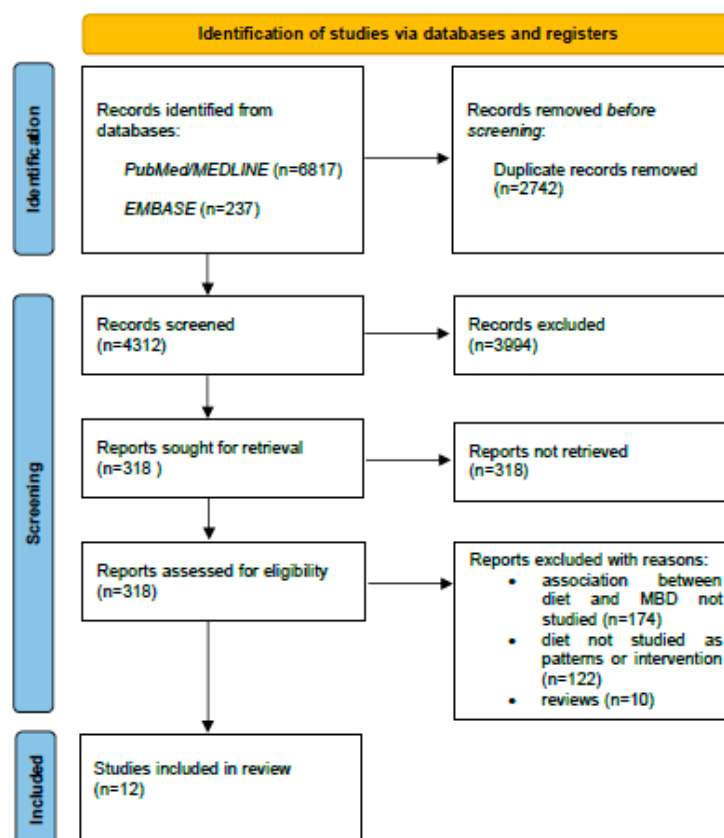 Identification of studies via databases and registers
Identification
Records identified from
databases:
PubMed/MEDLINE (n=6817)
EMBASE (n=237)
Records removed before
screening:
Duplicate records removed
(n=2742)
Screening
Records screened
(n=4312)
Records excluded
(n=3994)
Reports sought for retrieval
(n=318 )
Reports not retrieved
(n=318)
Reports assessed for eligibility
(n=318)
Reports excluded with reasons:
• association between
diet and MBD not
studied (n=174)
• diet not studied as
patterns or intervention
(n=122)
• reviews (n=10)
Included
Studies included in review
(n=12)